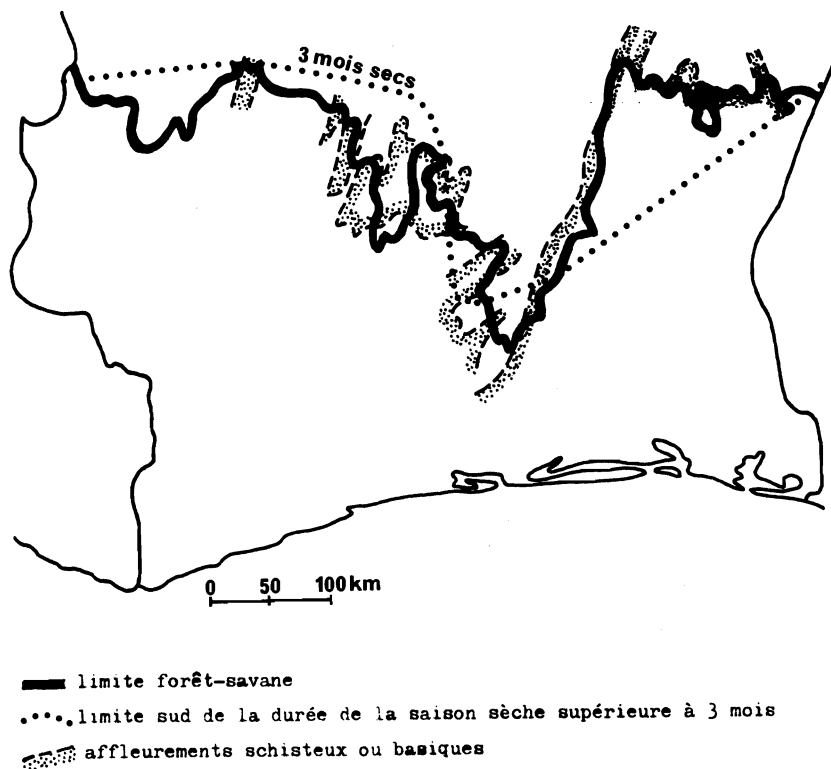 3 mois secs
0 50 100km
limite forêt-savane
limite sud de la durée de la saison sèche supérieure à 3 mois
affleurements schisteux ou basiques